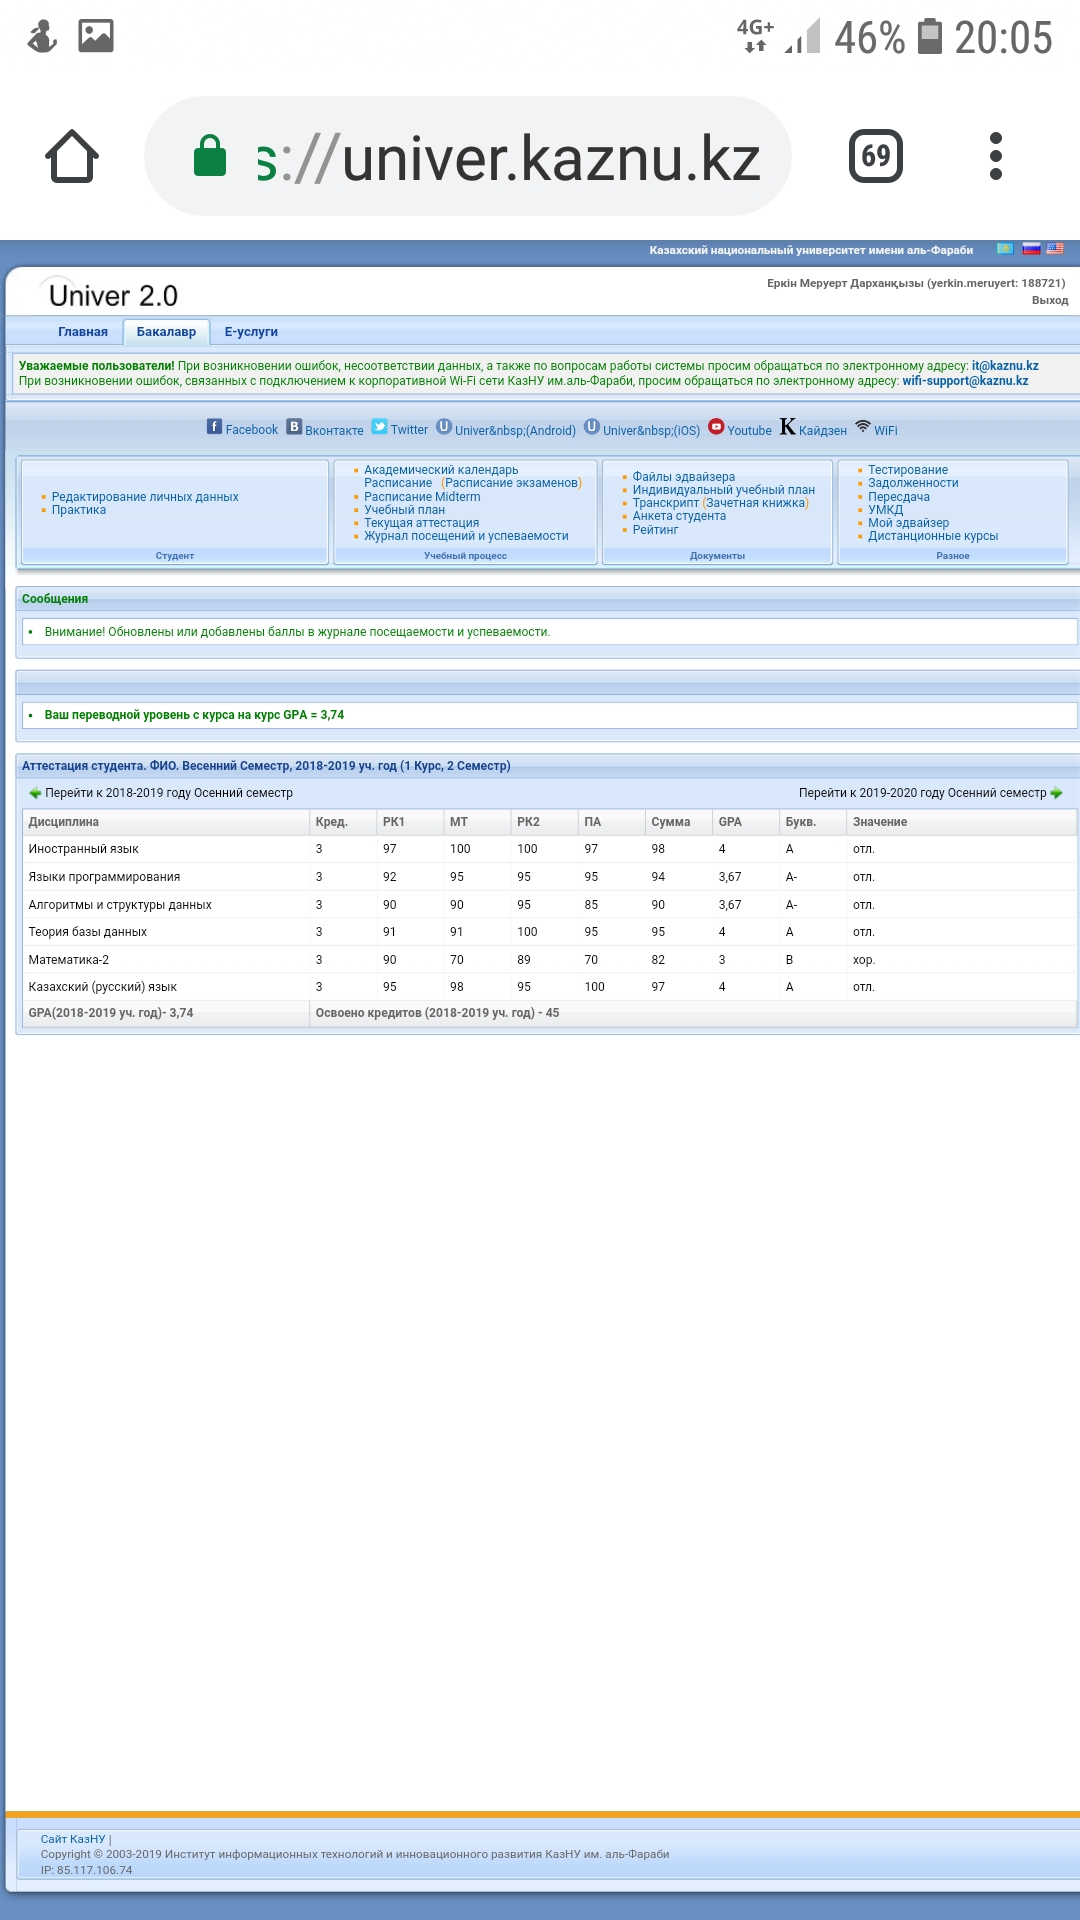 4G+ 46% 20:05
s://univer.kaznu.kz 69
Казахский национальный университет имени аль-Фараби
Univer 2.0
Еркін Меруерт Дарханқызы (yerkin.meruyert: 188721)
Выход
Главная Бакалавр Е-услуги
Уважаемые пользователи! При возникновении ошибок, несоответствии данных, а также по вопросам работы системы просим обращаться по электронному адресу: it@kaznu.kz
При возникновении ошибок, связанных с подключением к корпоративной Wi-Fi сети КазНУ им.аль-Фараби, просим обращаться по электронному адресу: wifi-support@kaznu.kz
Facebook Вконтакте Twitter Univer&nbsp;(Android) Univer&nbsp;(iOS) Youtube Кайдзен WiFi
Редактирование личных данных
Практика
Студент
Академический календарь
Расписание (Расписание экзаменов)
Расписание Midterm
Учебный план
Текущая аттестация
Журнал посещений и успеваемости
Учебный процесс
Файлы эдвайзера
Индивидуальный учебный план
Транскрипт (Зачетная книжка)
Анкета студента
Рейтинг
Документы
Тестирование
Задолженности
Пересдача
УМКД
Мой эдвайзер
Дистанционные курсы
Разное
Сообщения
• Внимание! Обновлены или добавлены баллы в журнале посещаемости и успеваемости.
• Ваш переводной уровень с курса на курс GPA = 3,74
Аттестация студента. ФИО. Весенний Семестр, 2018-2019 уч. год (1 Курс, 2 Семестр)
Перейти к 2018-2019 году Осенний семестр Перейти к 2019-2020 году Осенний семестр
Дисциплина Кред. РК1 МТ РК2 ПА Сумма GPA Букв. Значение
Иностранный язык 3 97 100 100 97 98 4 A отл.
Языки программирования 3 92 95 95 95 94 3,67 A- отл.
Алгоритмы и структуры данных 3 90 90 95 85 90 3,67 A- отл.
Теория базы данных 3 91 91 100 95 95 4 A отл.
Математика-2 3 90 70 89 70 82 3 B хор.
Казахский (русский) язык 3 95 98 95 100 97 4 A отл.
GPA(2018-2019 уч. год)- 3,74 Освоено кредитов (2018-2019 уч. год) - 45
Сайт КазНУ |
Copyright © 2003-2019 Институт информационных технологий и инновационного развития КазНУ им. аль-Фараби
IP: 85.117.106.74